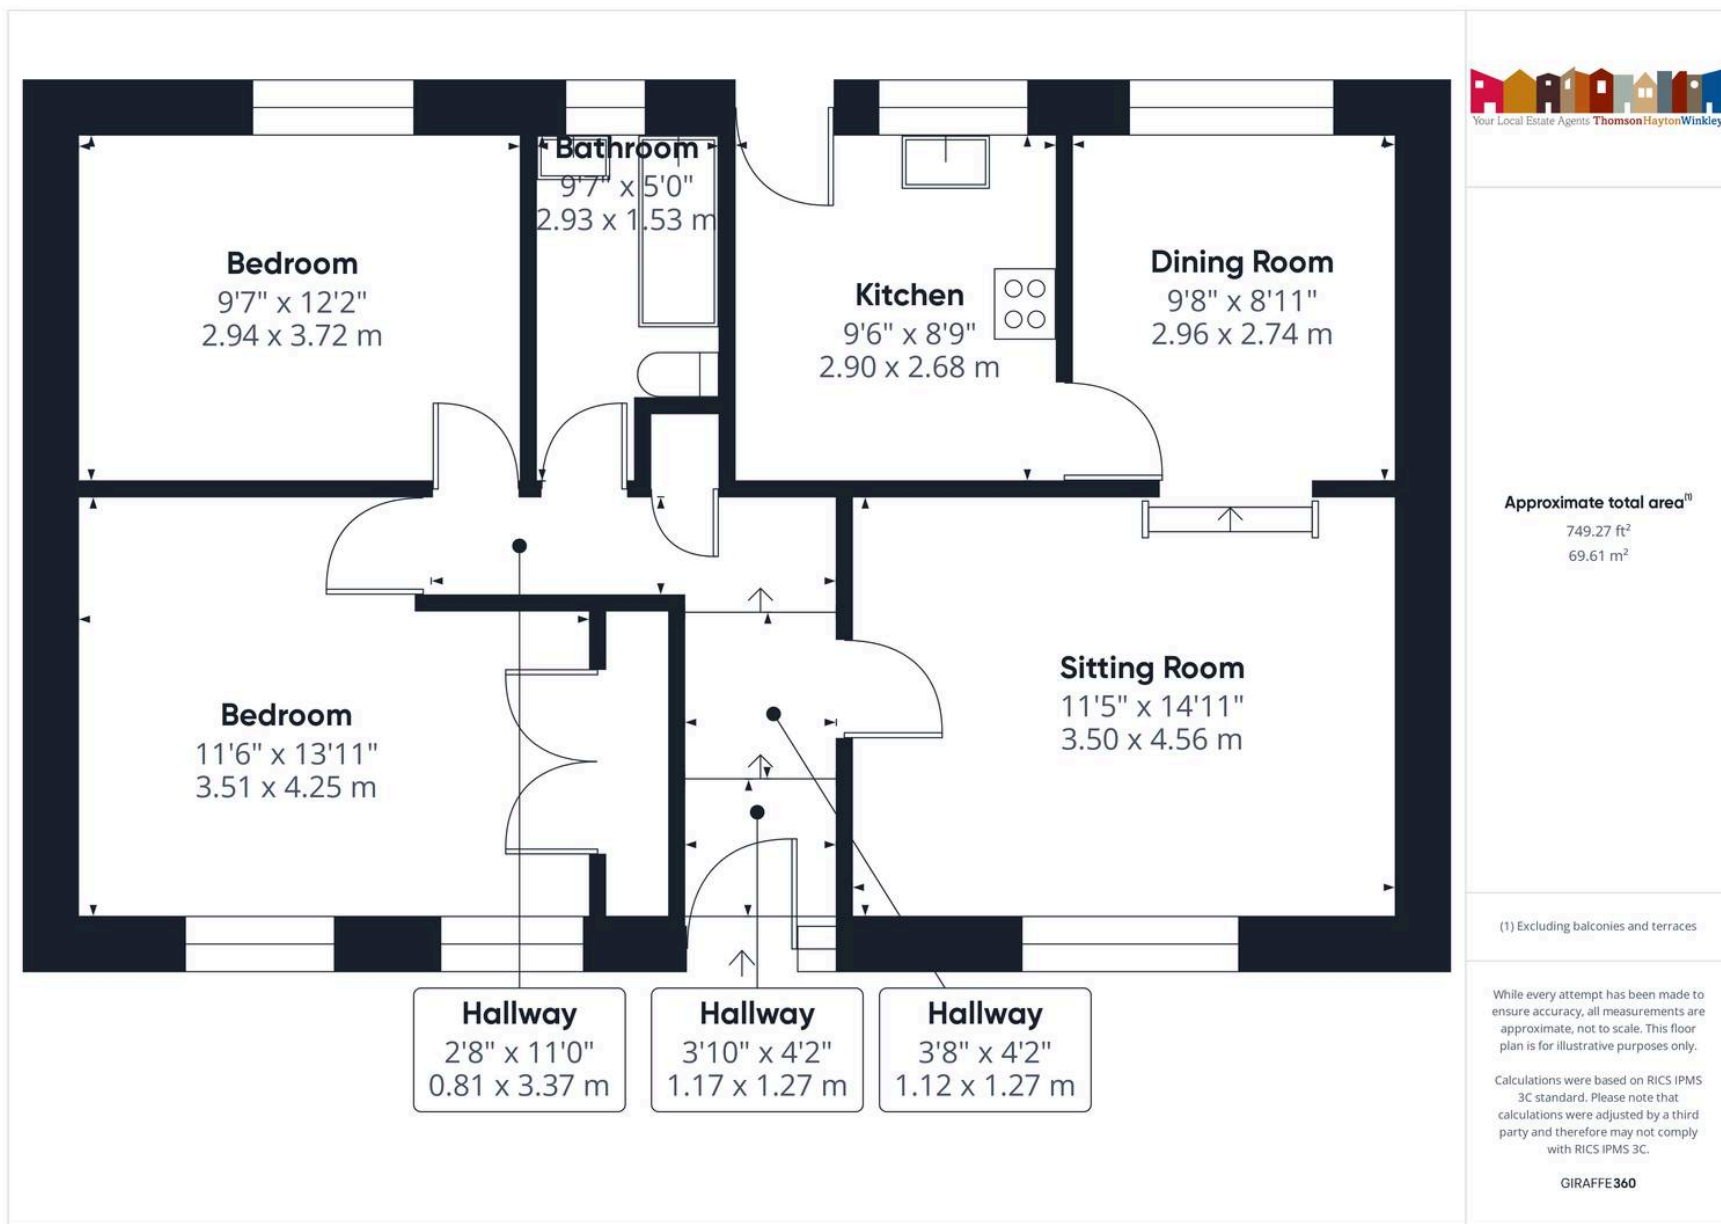 Bathroom
9'7" x 5'0"
2.93 x 1.53 m
Bedroom
9'7" x 12'2"
2.94 x 3.72 m
Kitchen
9'6" x 8'9"
2.90 x 2.68 m
Dining Room
9'8" x 8'11"
2.96 x 2.74 m
Bedroom
11'6" x 13'11"
3.51 x 4.25 m
Sitting Room
11'5" x 14'11"
3.50 x 4.56 m
Hallway
2'8" x 11'0"
0.81 x 3.37 m
Hallway
3'10" x 4'2"
1.17 x 1.27 m
Hallway
3'8" x 4'2"
1.12 x 1.27 m
Your Local Estate Agents ThomsonHaytonWinkley
Approximate total area(1)
749.27 ft²
69.61 m²
(1) Excluding balconies and terraces
While every attempt has been made to
ensure accuracy, all measurements are
approximate, not to scale. This floor
plan is for illustrative purposes only.
Calculations were based on RICS IPMS
3C standard. Please note that
calculations were adjusted by a third
party and therefore may not comply
with RICS IPMS 3C.
GIRAFFE360